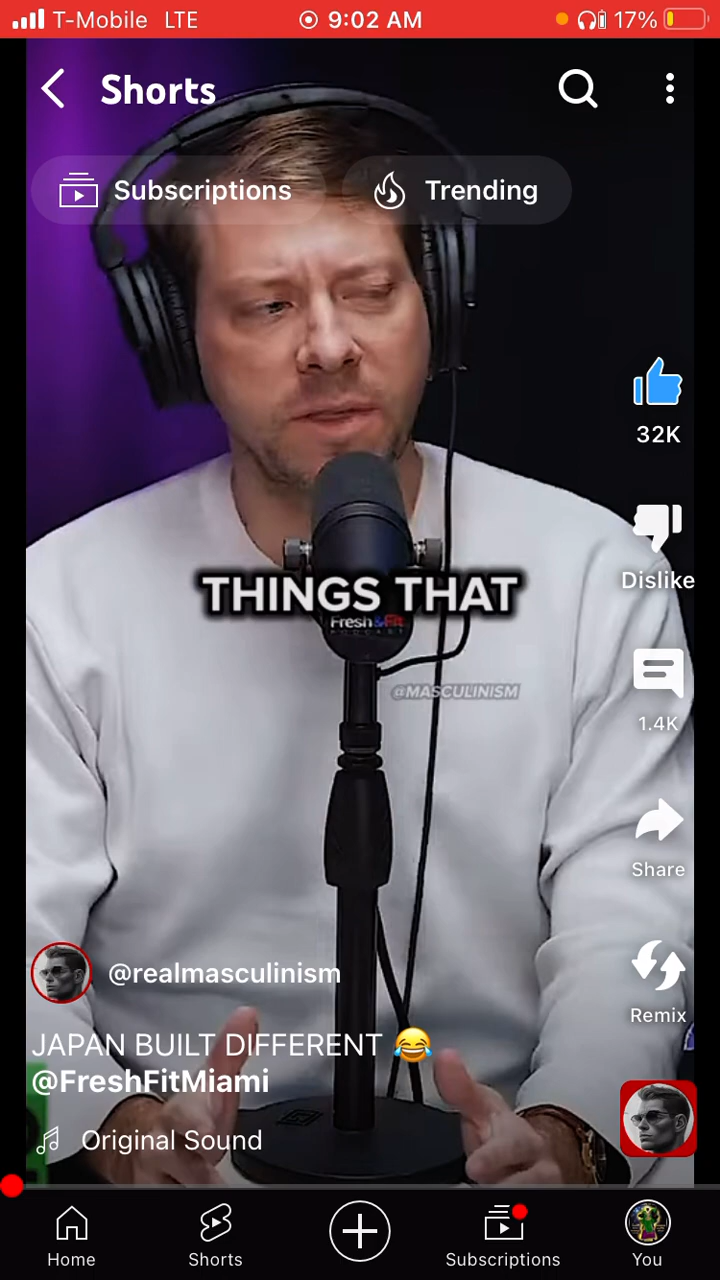 T-Mobile LTE 9:02 AM 17%
Shorts
Subscriptions Trending
32K
Dislike
THINGS THAT
Fresh&Fit
PODCAST
@MASCULINISM
1.4K
Share
@realmasculinism
Remix
JAPAN BUILT DIFFERENT 😂
@FreshFitMiami
Original Sound
Home Shorts Subscriptions You